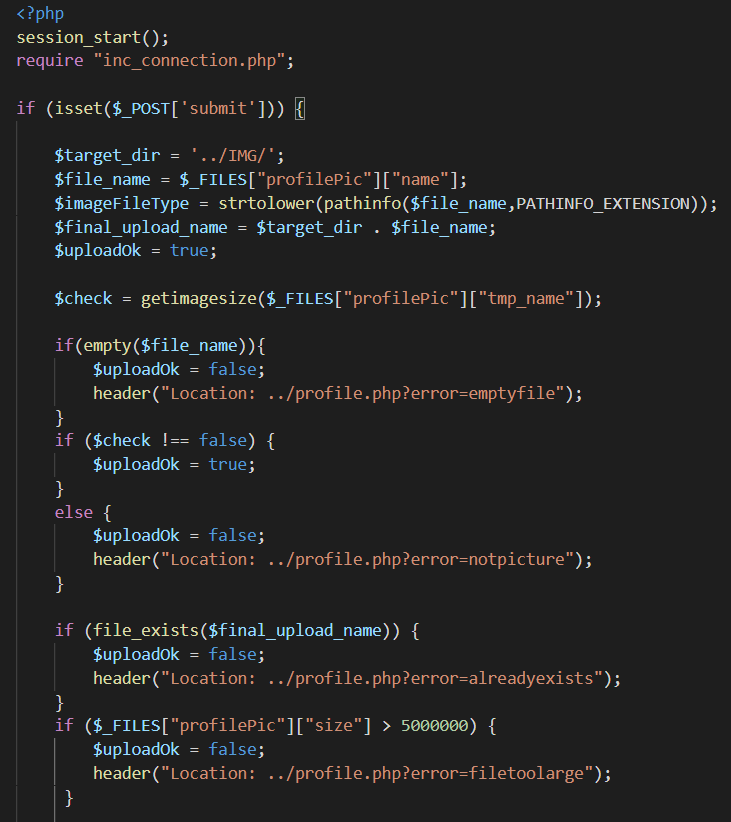 <?php
session_start();
require "inc_connection.php";
if (isset($_POST['submit'])) {
$target_dir = '../IMG/';
$file_name = $_FILES["profilePic"]["name"];
$imageFileType = strtolower(pathinfo($file_name,PATHINFO_EXTENSION));
$final_upload_name = $target_dir . $file_name;
$uploadOk = true;
$check = getimagesize($_FILES["profilePic"]["tmp_name"]);
if(empty($file_name)){
$uploadOk = false;
header("Location: ../profile.php?error=emptyfile");
}
if ($check !== false) {
$uploadOk = true;
}
else {
$uploadOk = false;
header("Location: ../profile.php?error=notpicture");
}
if (file_exists($final_upload_name)) {
$uploadOk = false;
header("Location: ../profile.php?error=alreadyexists");
}
if ($_FILES["profilePic"]["size"] > 5000000) {
$uploadOk = false;
header("Location: ../profile.php?error=filetoolarge");
}